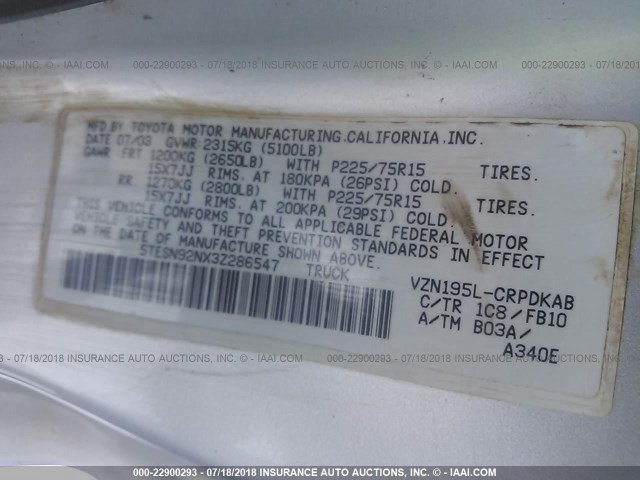 000-22900293 - 07/18/2018 INSURANCE AUTO AUCTIONS - © IAAI.COM
MFD.BY TOYOTA MOTOR MANUFACTURING.CALIFORNIA.INC.
DATE 07/03 GVWR 2315KG (5100LB)
GAWR FRT 1200KG (2650LB) WITH P225/75R15 TIRES.
15X7JJ RIMS. AT 180KPA (26PSI) COLD.
RR. 1270KG (2800LB) WITH P225/75R15 TIRES.
15X7JJ RIMS. AT 200KPA (29PSI) COLD.
THIS VEHICLE CONFORMS TO ALL APPLICABLE FEDERAL MOTOR
VEHICLE SAFETY AND THEFT PREVENTION STANDARDS IN EFFECT
ON THE DATE OF MANUFACTURE SHOWN ABOVE.
5TESN92NX3Z286547 TRUCK
VZN195L-CRPDKAB
C/TR 1C8/FB10
A/TM B03A/
A340E
000-22900293 - 07/18/2018 INSURANCE AUTO AUCTIONS - © IAAI.COM
000-22900293 - 07/18/2018 INSURANCE AUTO AUCTIONS - © IAAI.COM